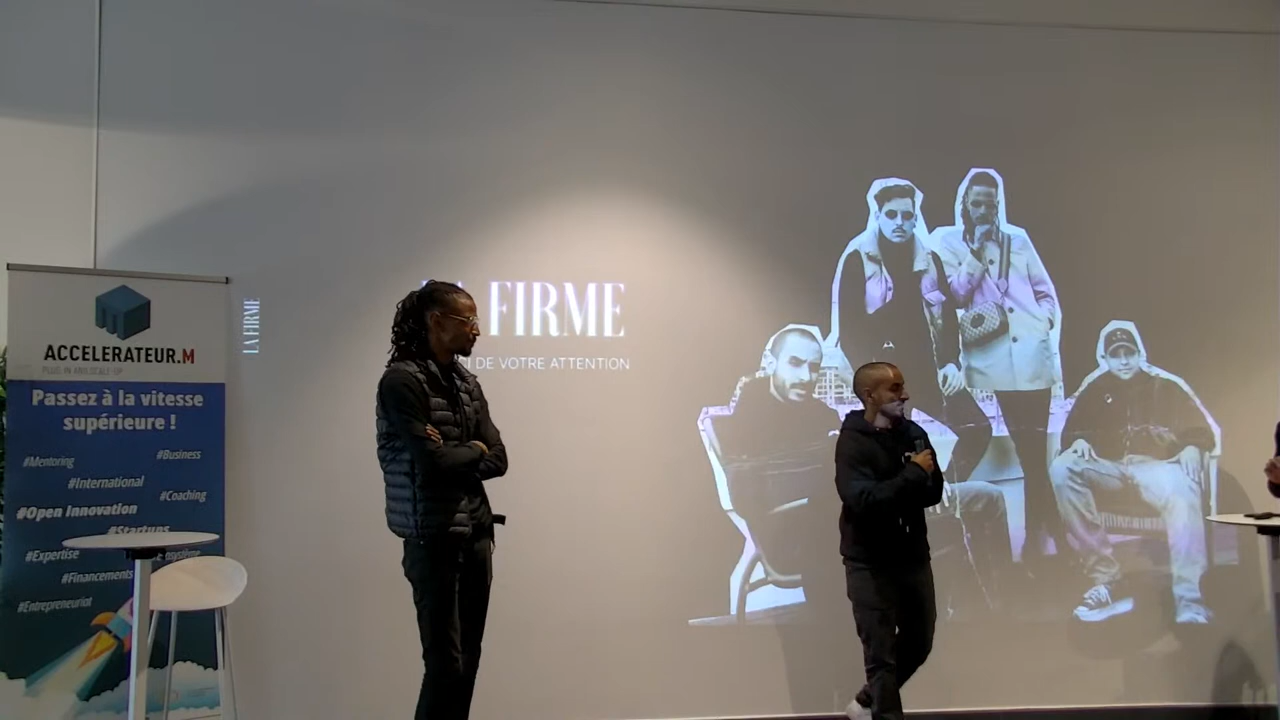 ACCELERATEUR.M
Passez à la vitesse
supérieure !
#Mentoring
#Business
#International
#Coaching
#Open Innovation
#Startups
#Expertise
#Financements
#Entrepreneuriat
LA FIRME
FIRME
DE VOTRE ATTENTION